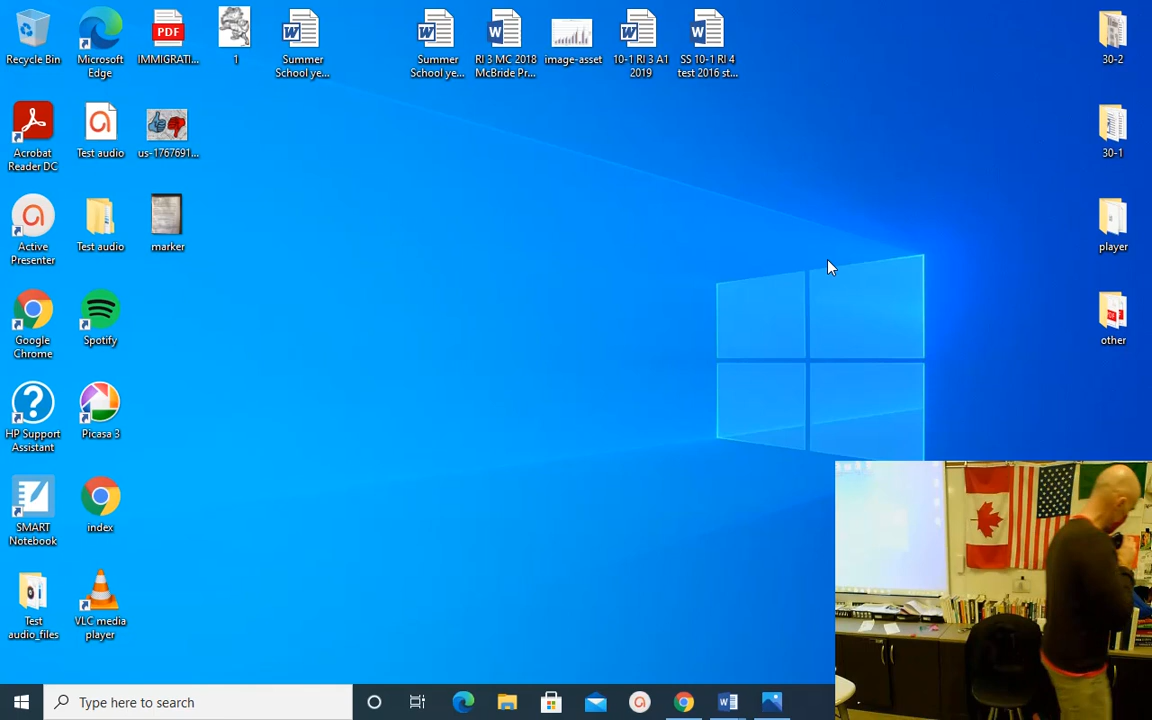 Recycle Bin
Microsoft
Edge
PDF
IMMIGRATI...
1
Summer
School ye...
Summer
School ye...
RI 3 MC 2018
McBride Pr...
image-asset
10-1 RI 3 A1
2019
SS 10-1 RI 4
test 2016 st...
30-2
Acrobat
Reader DC
Test audio
us-1767691...
30-1
Active
Presenter
Test audio
marker
player
Google
Chrome
Spotify
other
HP Support
Assistant
Picasa 3
SMART
Notebook
index
Test
audio_files
VLC media
player
Type here to search